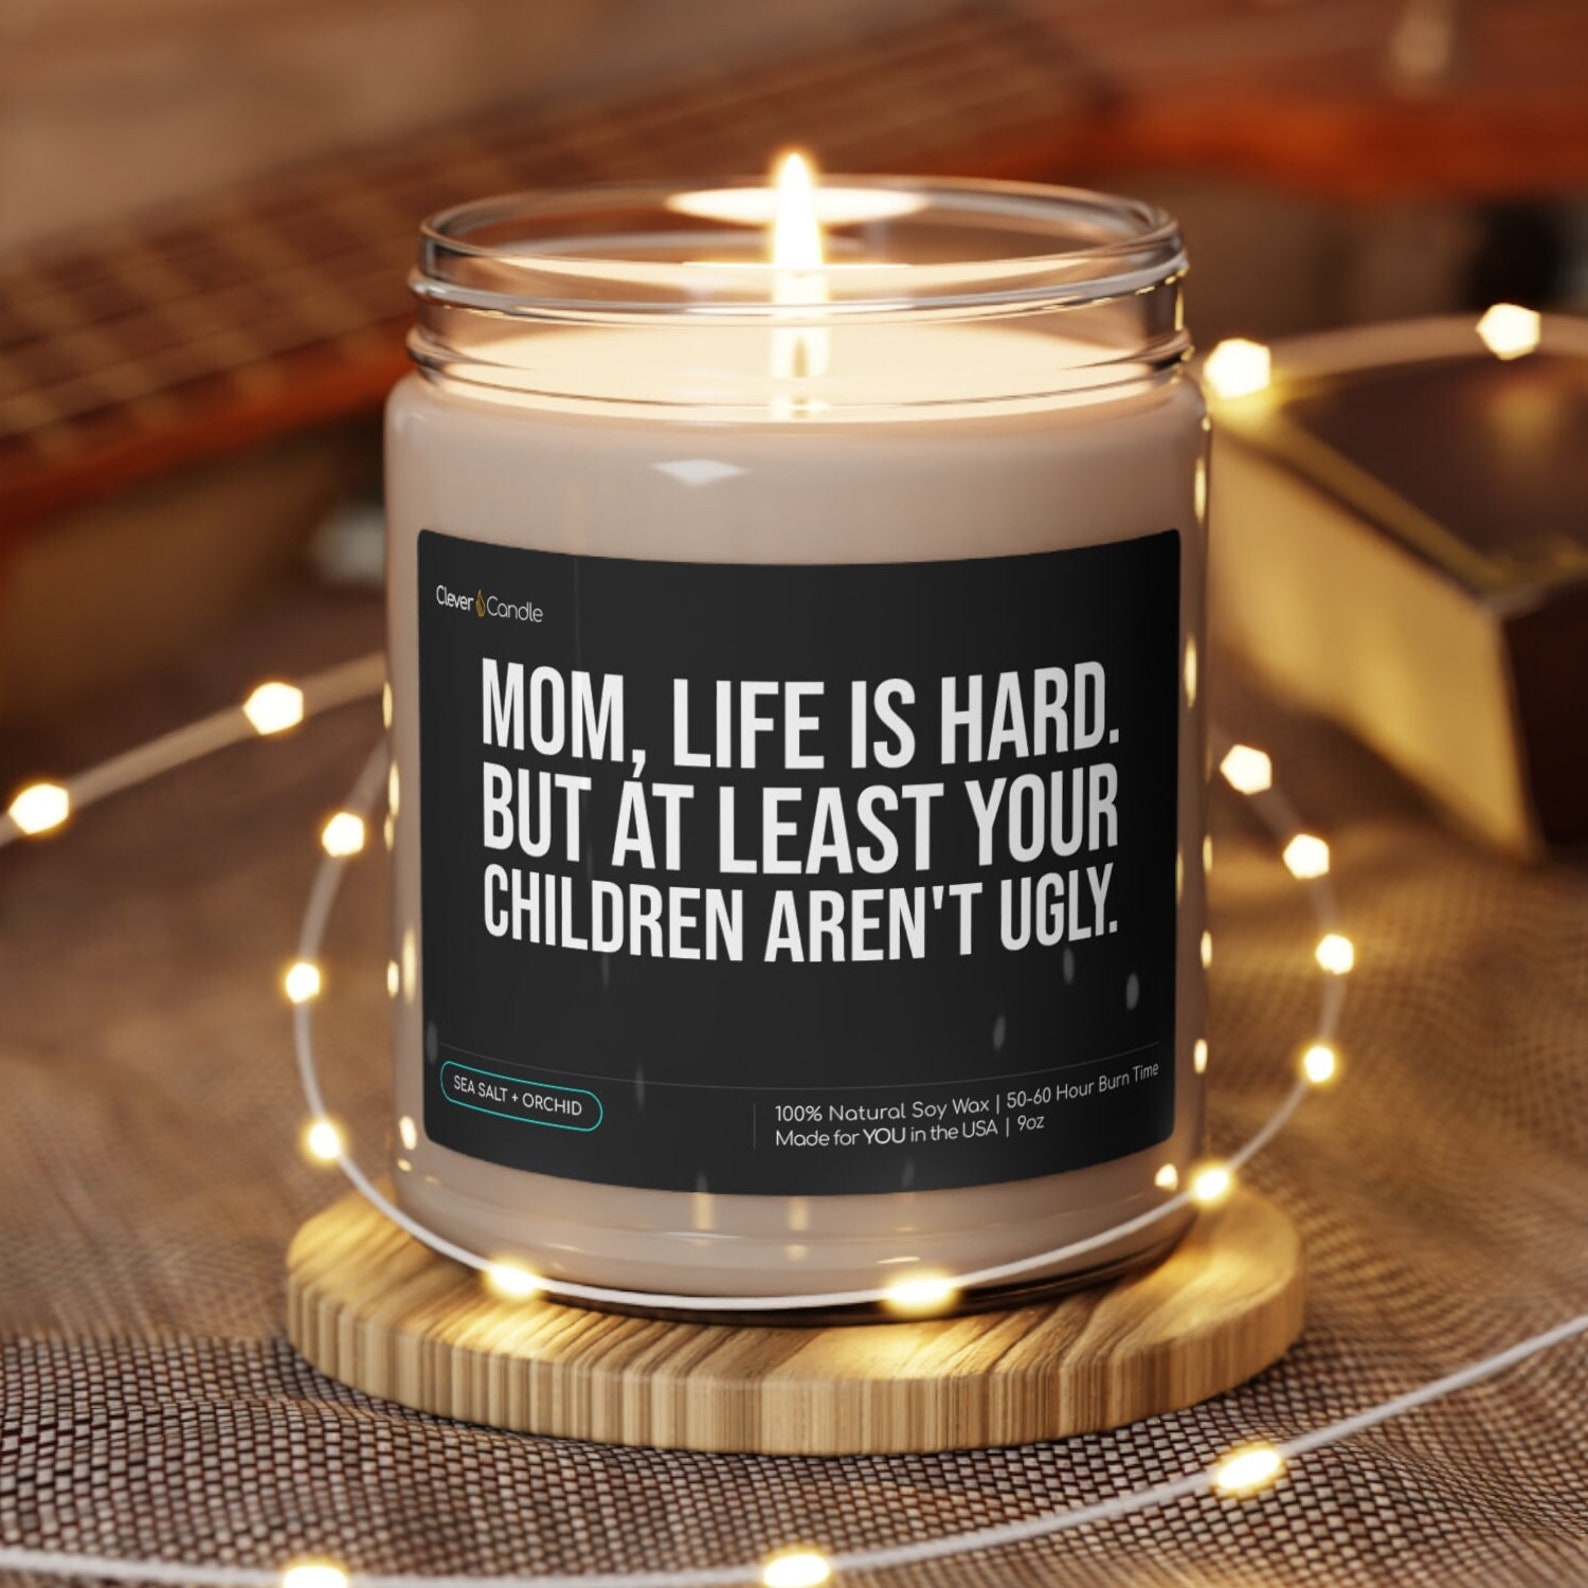 Clever Candle
MOM, LIFE IS HARD.
BUT AT LEAST YOUR
CHILDREN AREN'T UGLY.
SEA SALT + ORCHID
100% Natural Soy Wax | 50-60 Hour Burn Time
Made for YOU in the USA | 9oz